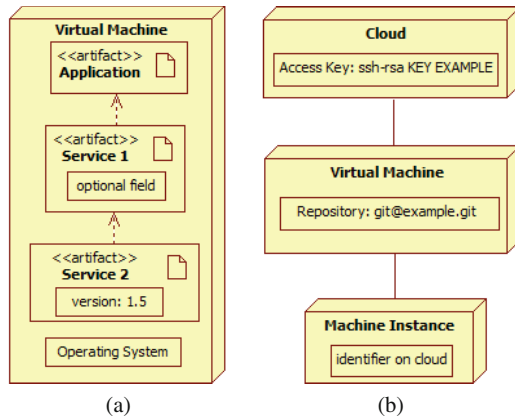 Virtual Machine
<<artifact>>
Application
<<artifact>>
Service 1
optional field
<<artifact>>
Service 2
version: 1.5
Operating System
(a)
Cloud
Access Key: ssh-rsa KEY EXAMPLE
Virtual Machine
Repository: git@example.git
Machine Instance
identifier on cloud
(b)